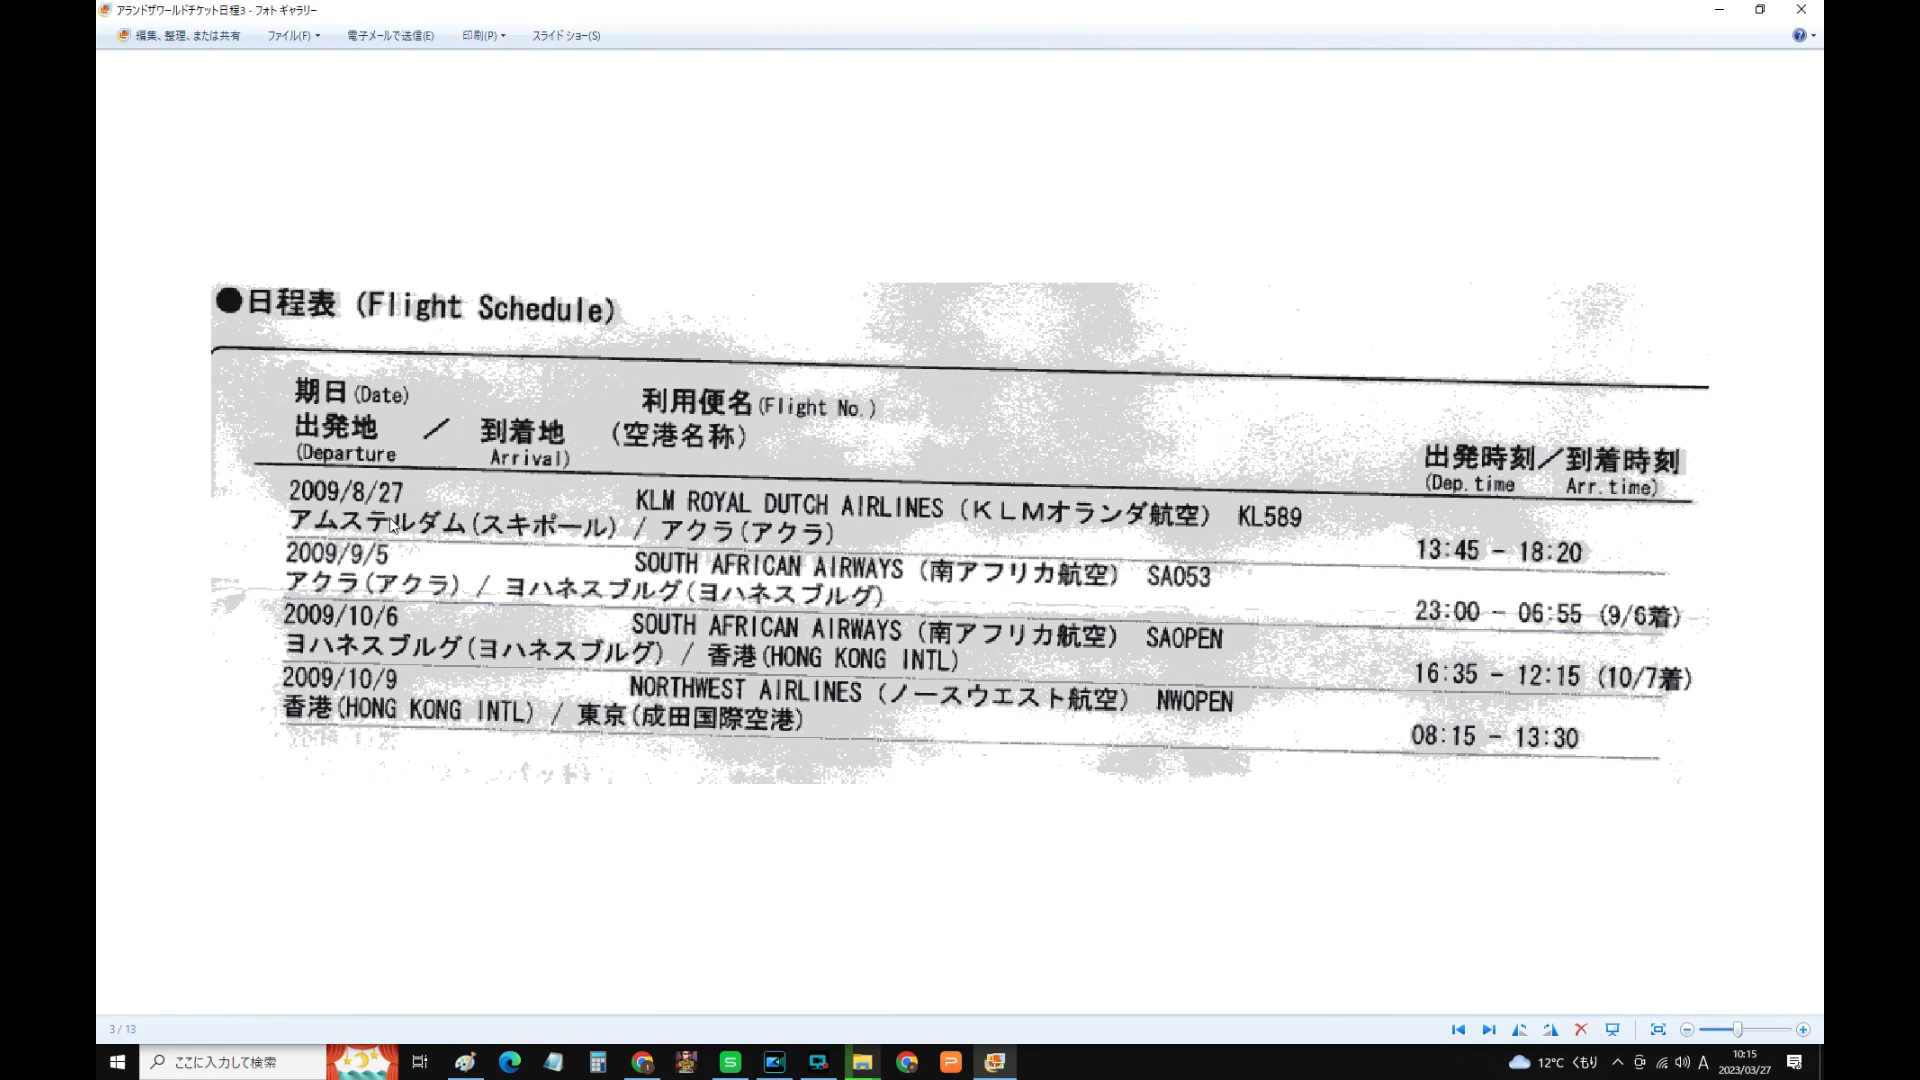 アランドザワールドチケット日程3 - フォト ギャラリー
編集、整理、または共有 ファイル(F) 電子メールで送信(E) 印刷(P) スライド ショー(S)
●日程表 (Flight Schedule)
期日(Date) 利用便名(Flight No.)
出発地 / 到着地 (空港名称) 出発時刻/到着時刻
(Departure Arrival) (Dep.time Arr.time)
2009/8/27 KLM ROYAL DUTCH AIRLINES (KLMオランダ航空) KL589
アムステルダム(スキポール) / アクラ(アクラ) 13:45 - 18:20
2009/9/5 SOUTH AFRICAN AIRWAYS (南アフリカ航空) SA053
アクラ(アクラ) / ヨハネスブルグ(ヨハネスブルグ) 23:00 - 06:55 (9/6着)
2009/10/6 SOUTH AFRICAN AIRWAYS (南アフリカ航空) SAOPEN
ヨハネスブルグ(ヨハネスブルグ) / 香港(HONG KONG INTL) 16:35 - 12:15 (10/7着)
2009/10/9 NORTHWEST AIRLINES (ノースウエスト航空) NWOPEN
香港(HONG KONG INTL) / 東京(成田国際空港) 08:15 - 13:30
3 / 13
ここに入力して検索 12°C くもり A 10:15
2023/03/27